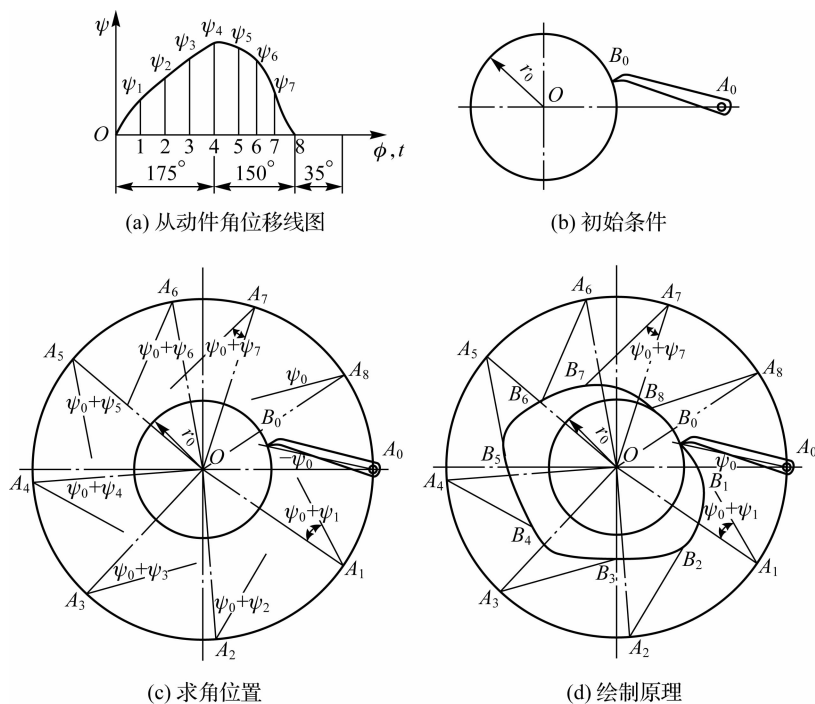 ψ
ψ1
ψ2
ψ3
ψ4
ψ5
ψ6
ψ7
O
1 2 3 4 5 6 7 8
ϕ, t
175° 150° 35°
(a) 从动件角位移线图
B0
A0
r0
O
(b) 初始条件
A6
A7
A5
ψ0+ψ6
ψ0+ψ7
A8
ψ0+ψ5
ψ0
B0
r0
O
A0
−ψ0
A4
ψ0+ψ4
ψ0+ψ1
ψ0+ψ3
A1
A3
ψ0+ψ2
A2
(c) 求角位置
A6
A7
A5
ψ0+ψ7
B7
A8
B6
B8
B0
r0
B5
O
A0
ψ0
A4
B1
ψ0+ψ1
B4
B3
B2
A1
A3
A2
(d) 绘制原理